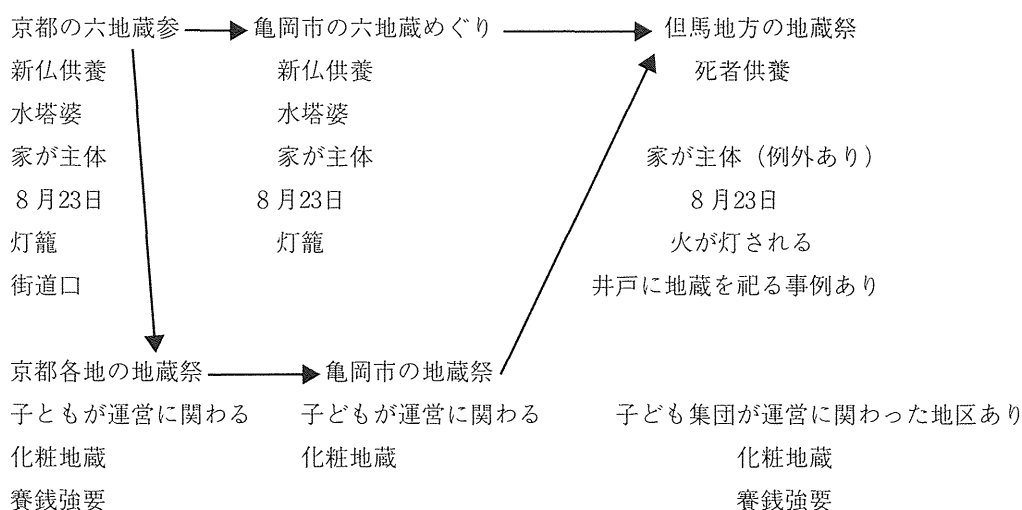 京都の六地蔵参 亀岡市の六地蔵めぐり 但馬地方の地蔵祭
新仏供養 新仏供養 死者供養
水塔婆 水塔婆
家が主体 家が主体 家が主体（例外あり）
８月23日 ８月23日 ８月23日
灯籠 灯籠 火が灯される
街道口 井戸に地蔵を祀る事例あり
京都各地の地蔵祭 亀岡市の地蔵祭
子ともが運営に関わる 子どもが運営に関わる 子ども集団が運営に関わった地区あり
化粧地蔵 化粧地蔵 化粧地蔵
賽銭強要 賽銭強要